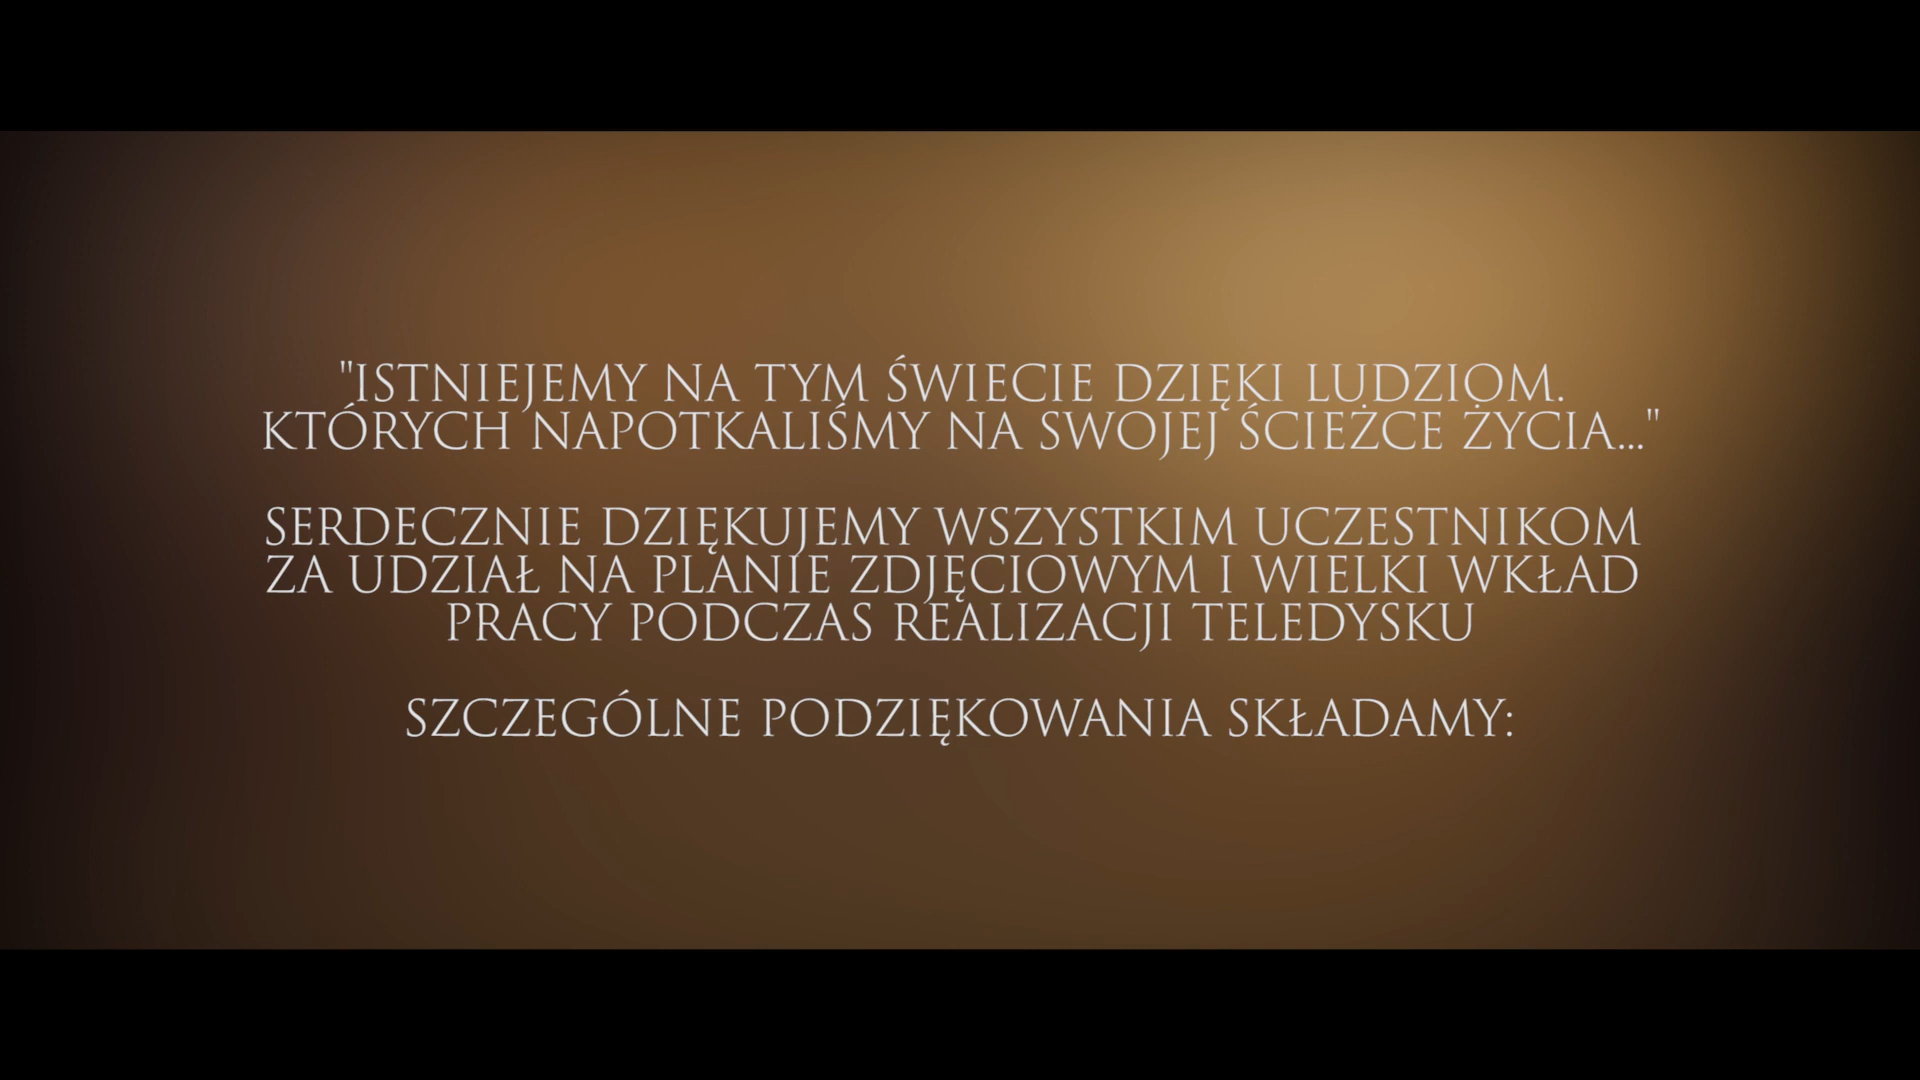 "ISTNIEJEMY NA TYM ŚWIECIE DZIĘKI LUDZIOM.
KTÓRYCH NAPOTKALIŚMY NA SWOJEJ ŚCIEŻCE ŻYCIA..."
SERDECZNIE DZIĘKUJEMY WSZYSTKIM UCZESTNIKOM
ZA UDZIAŁ NA PLANIE ZDJĘCIOWYM I WIELKI WKŁAD
PRACY PODCZAS REALIZACJI TELEDYSKU
SZCZEGÓLNE PODZIĘKOWANIA SKŁADAMY: